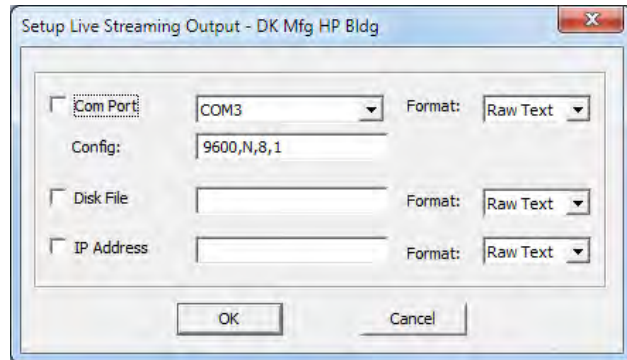 Setup Live Streaming Output - DK Mfg HP Bldg
Com Port COM3 Format: Raw Text
Config: 9600,N,8,1
Disk File Format: Raw Text
IP Address Format: Raw Text
OK Cancel